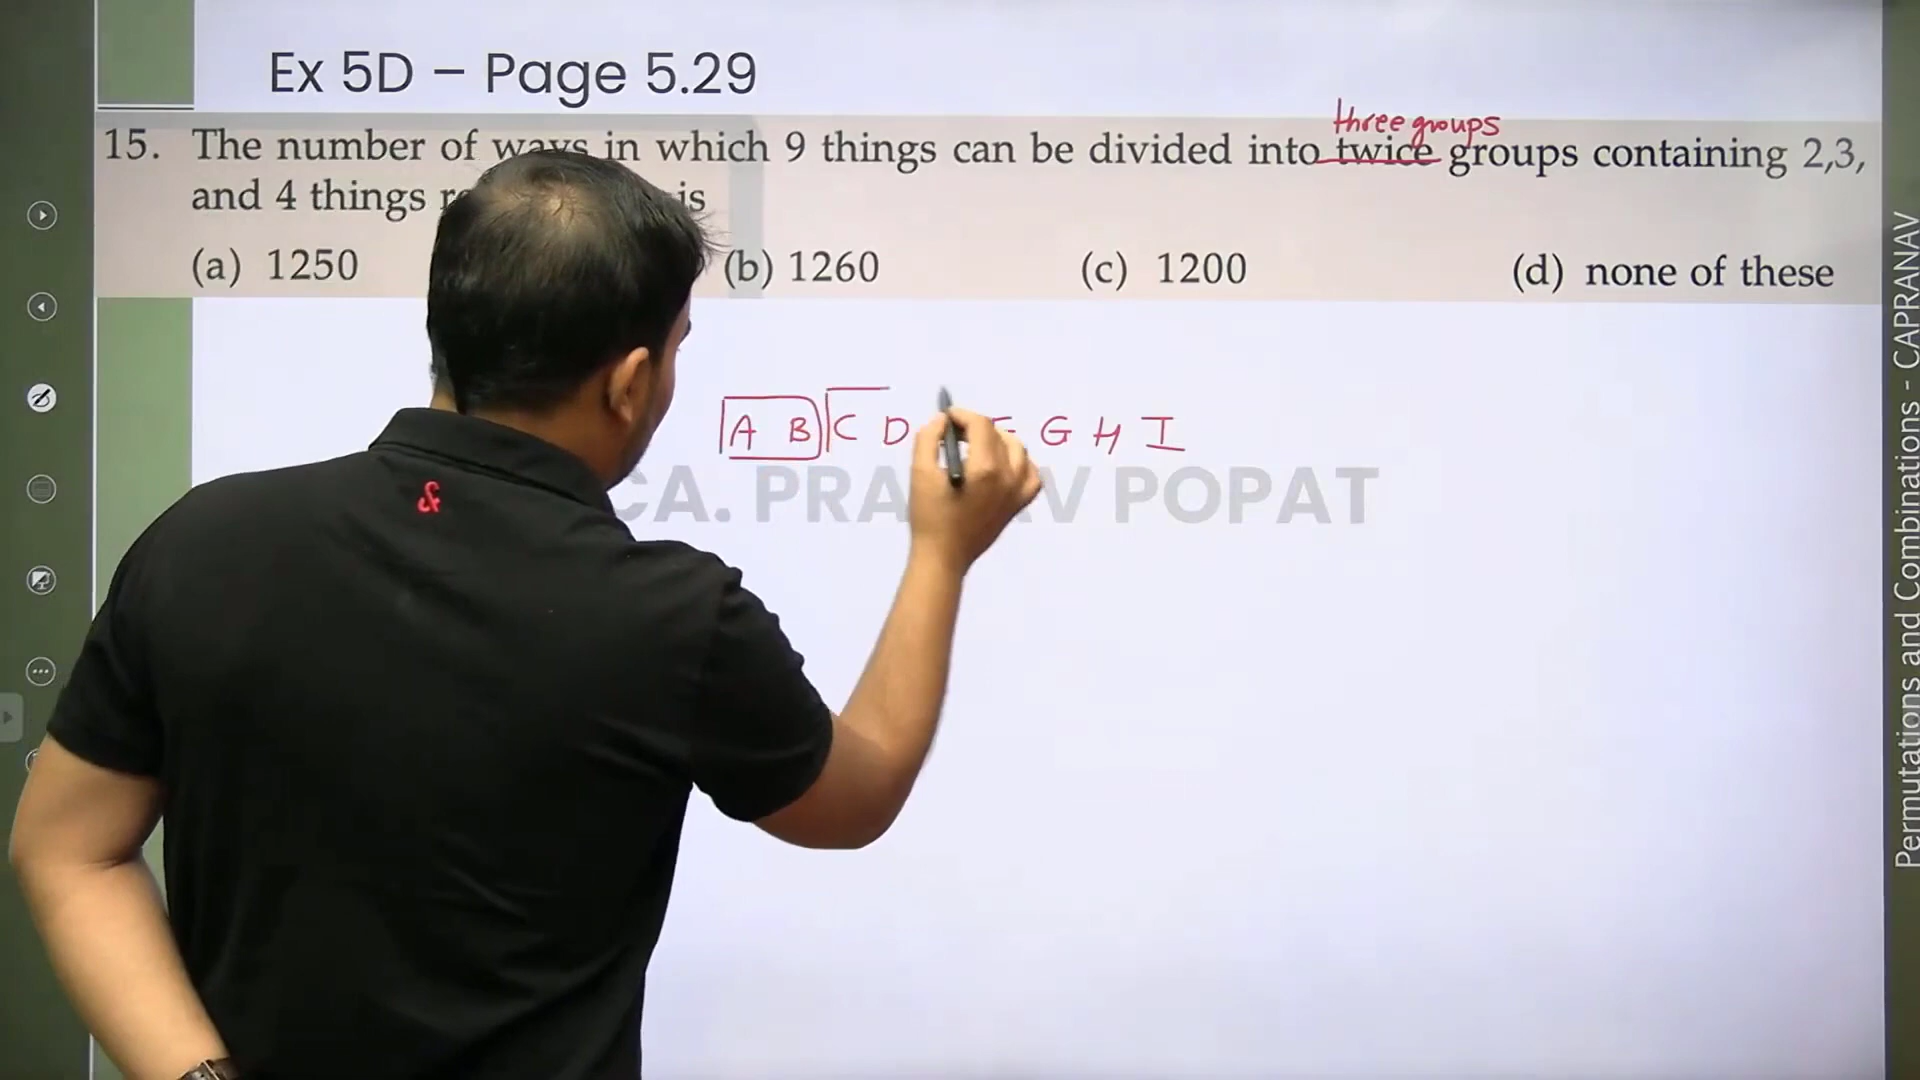 Ex 5D – Page 5.29
three groups
15. The number of ways in which 9 things can be divided into twice groups containing 2,3,
and 4 things is
(a) 1250 (b) 1260 (c) 1200 (d) none of these
A B C D G H I
CA. PRA V POPAT
Permutations and Combinations - CAPRANAV